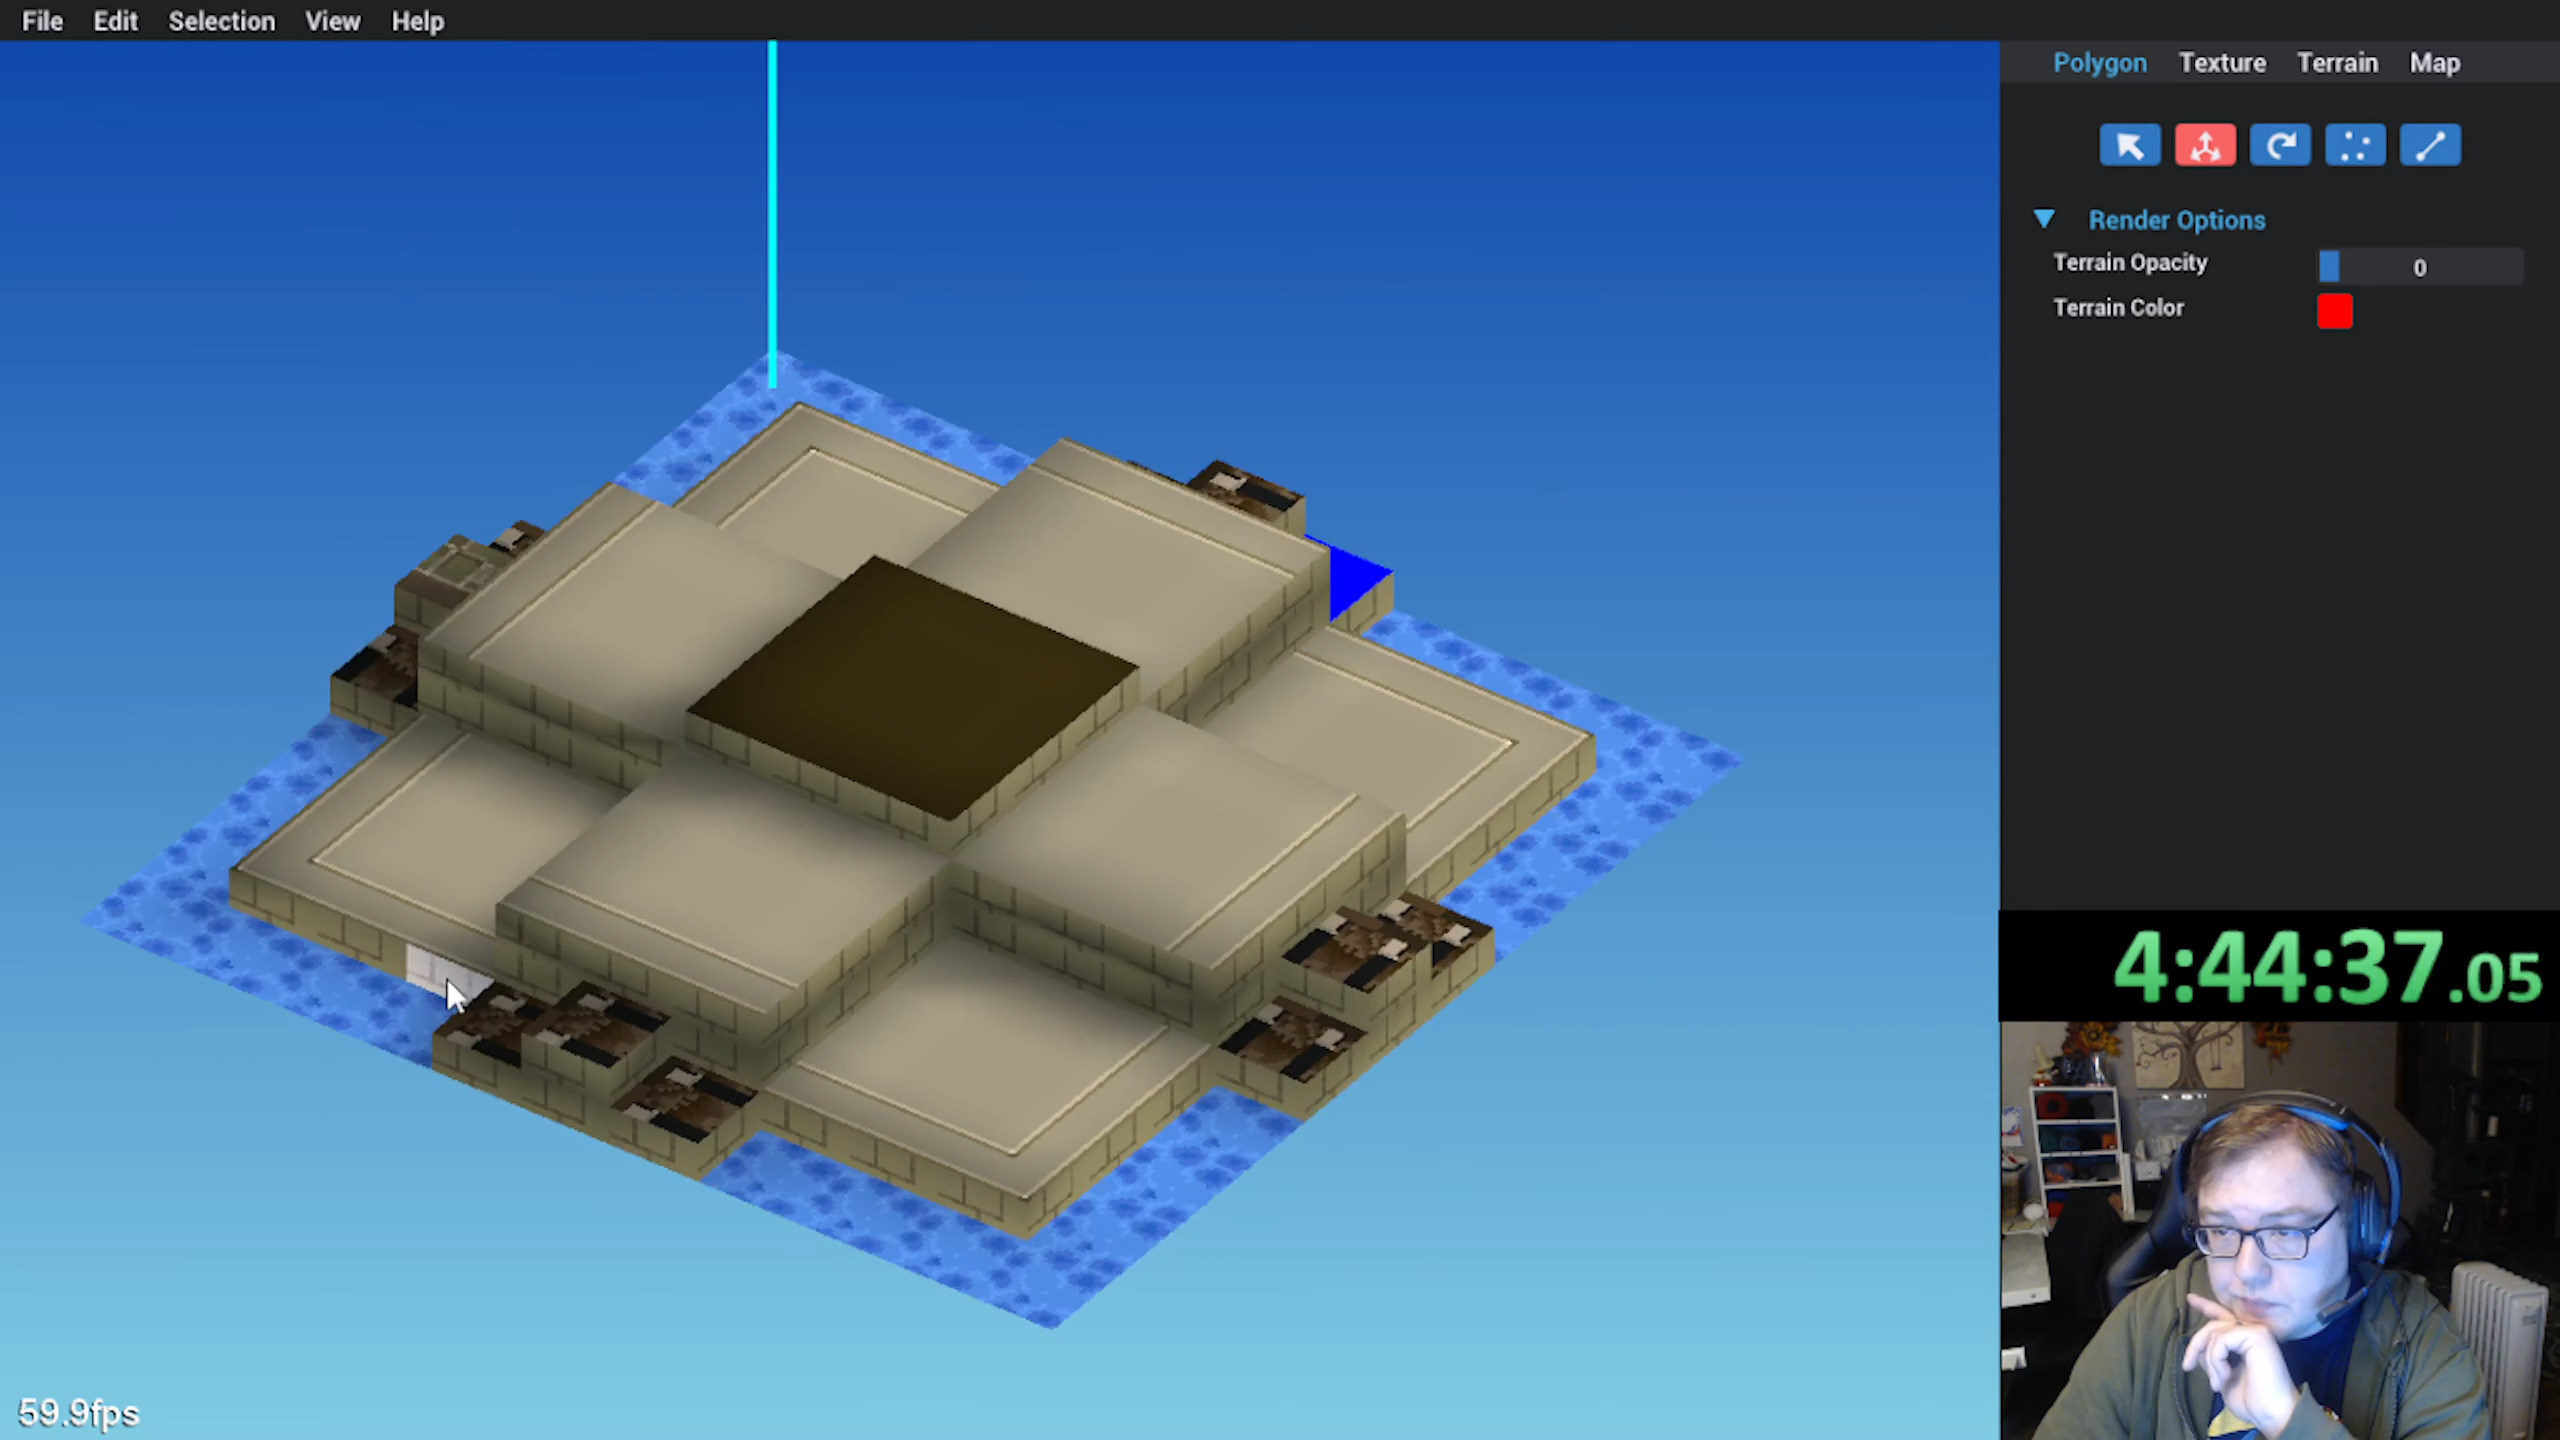 File Edit Selection View Help
Polygon Texture Terrain Map
Render Options
Terrain Opacity 0
Terrain Color
4:44:37.05
59.9fps